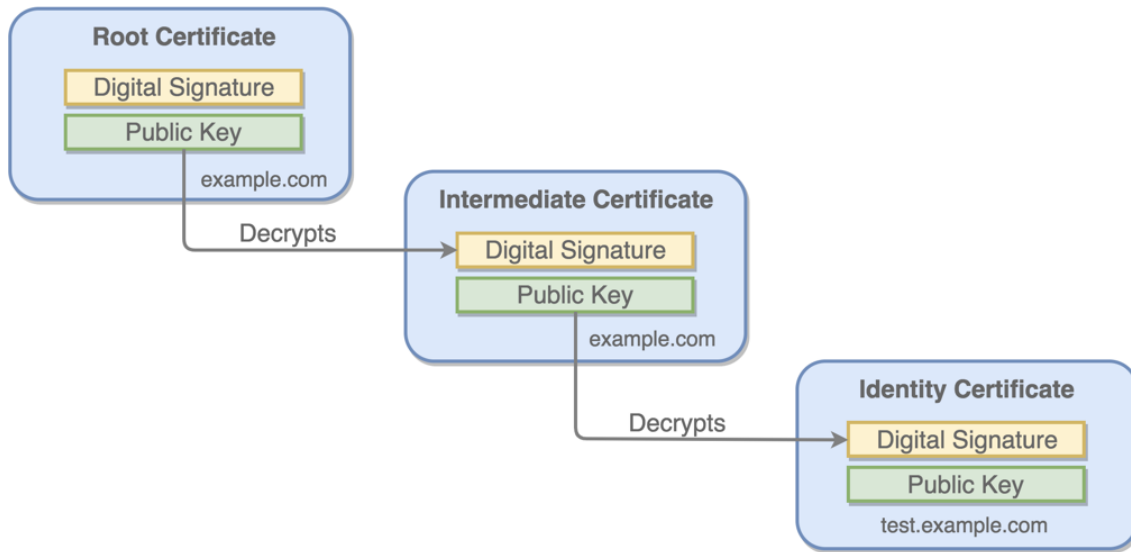 Root Certificate
Digital Signature
Public Key
example.com
Decrypts
Intermediate Certificate
Digital Signature
Public Key
example.com
Decrypts
Identity Certificate
Digital Signature
Public Key
test.example.com